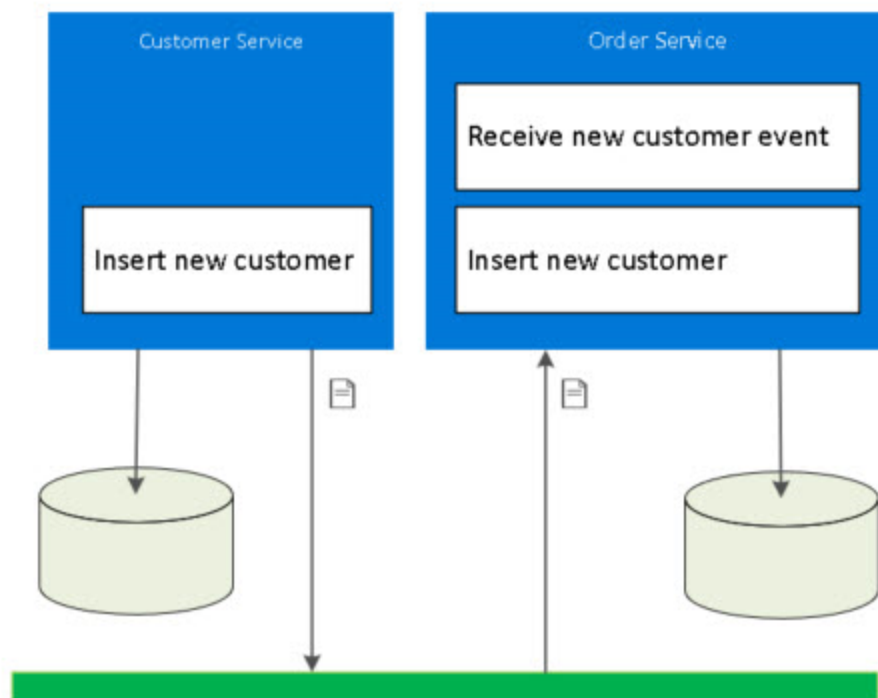 Customer Service
Insert new customer
Order Service
Receive new customer event
Insert new customer